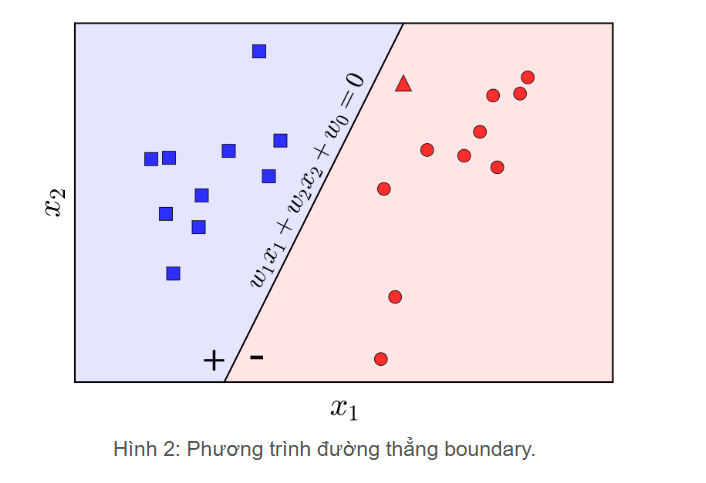 w₁x₁ + w₂x₂ + w₀ = 0
x₂
+ -
x₁
Hình 2: Phương trình đường thẳng boundary.